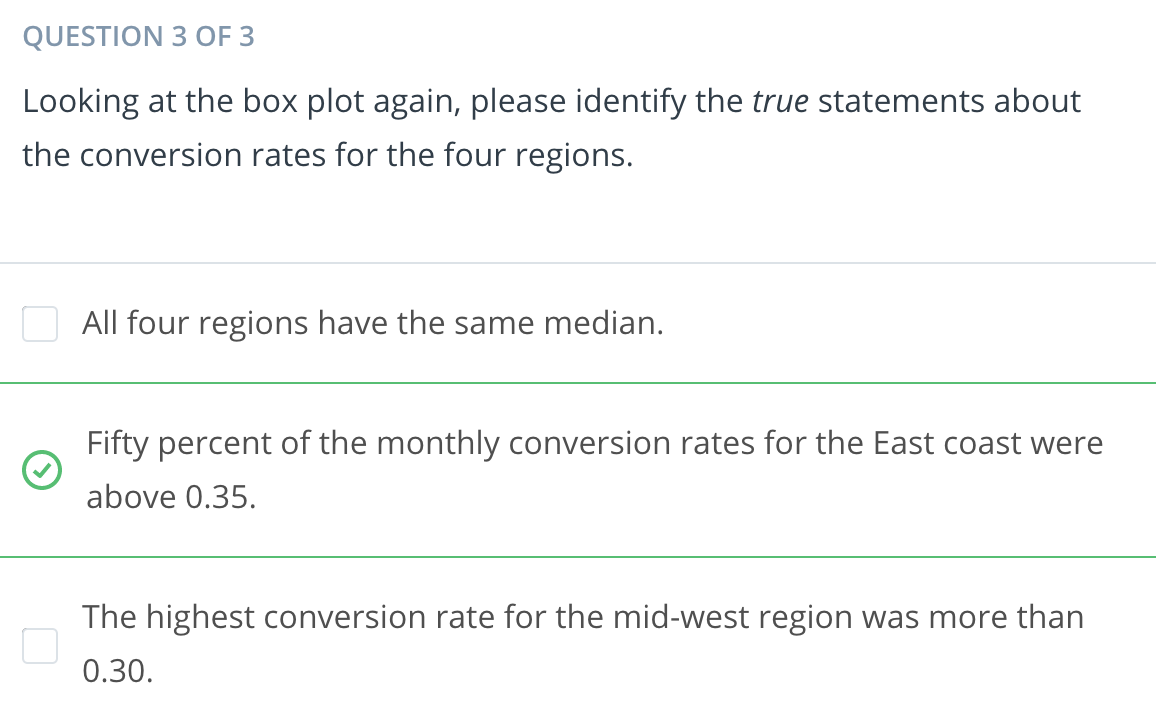 QUESTION 3 OF 3
Looking at the box plot again, please identify the true statements about
the conversion rates for the four regions.
All four regions have the same median.
Fifty percent of the monthly conversion rates for the East coast were
above 0.35.
The highest conversion rate for the mid-west region was more than
0.30.